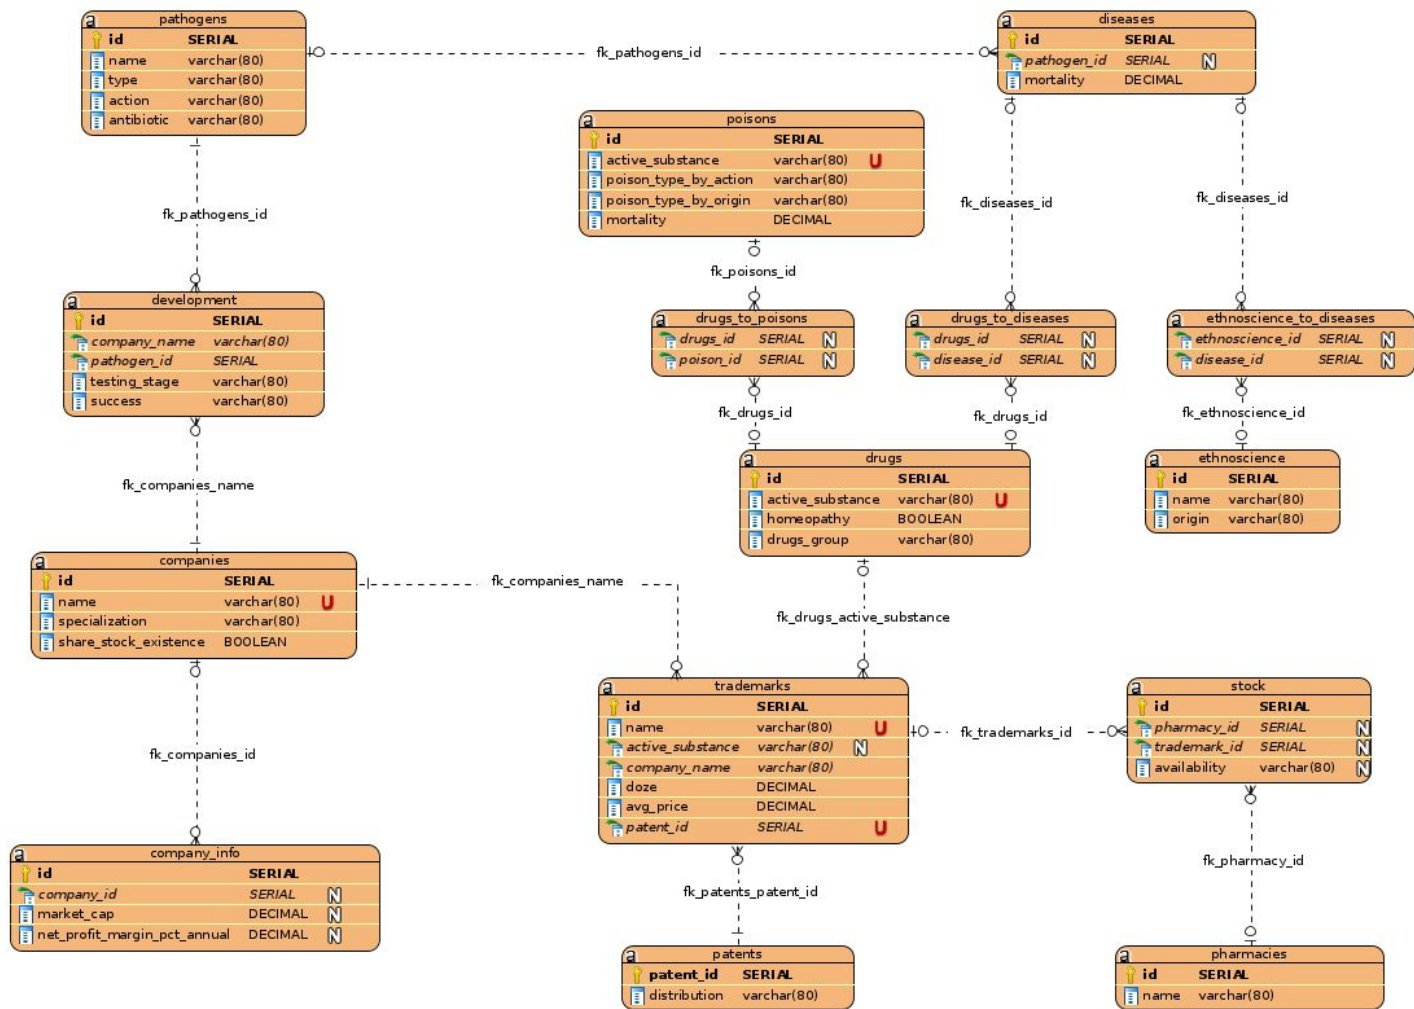 pathogens
id SERIAL
name varchar(80)
type varchar(80)
action varchar(80)
antibiotic varchar(80)
fk_pathogens_id
diseases
id SERIAL
pathogen_id SERIAL N
mortality DECIMAL
poisons
id SERIAL
active_substance varchar(80) U
poison_type_by_action varchar(80)
poison_type_by_origin varchar(80)
mortality DECIMAL
fk_pathogens_id
fk_diseases_id
fk_diseases_id
fk_poisons_id
development
id SERIAL
company_name varchar(80)
pathogen_id SERIAL
testing_stage varchar(80)
success varchar(80)
drugs_to_poisons
drugs_id SERIAL N
poison_id SERIAL N
drugs_to_diseases
drugs_id SERIAL N
disease_id SERIAL N
ethnoscience_to_diseases
ethnoscience_id SERIAL N
disease_id SERIAL N
fk_drugs_id
fk_drugs_id
fk_ethnoscience_id
fk_companies_name
drugs
id SERIAL
active_substance varchar(80) U
homeopathy BOOLEAN
drugs_group varchar(80)
ethnoscience
id SERIAL
name varchar(80)
origin varchar(80)
companies
id SERIAL
name varchar(80) U
specialization varchar(80)
share_stock_existence BOOLEAN
fk_companies_name
fk_drugs_active_substance
trademarks
id SERIAL
name varchar(80) U
active_substance varchar(80) N
company_name varchar(80)
doze DECIMAL
avg_price DECIMAL
patent_id SERIAL U
fk_trademarks_id
stock
id SERIAL
pharmacy_id SERIAL N
trademark_id SERIAL N
availability varchar(80) N
fk_companies_id
company_info
id SERIAL
company_id SERIAL N
market_cap DECIMAL N
net_profit_margin_pct_annual DECIMAL N
fk_patents_patent_id
fk_pharmacy_id
patents
patent_id SERIAL
distribution varchar(80)
pharmacies
id SERIAL
name varchar(80)